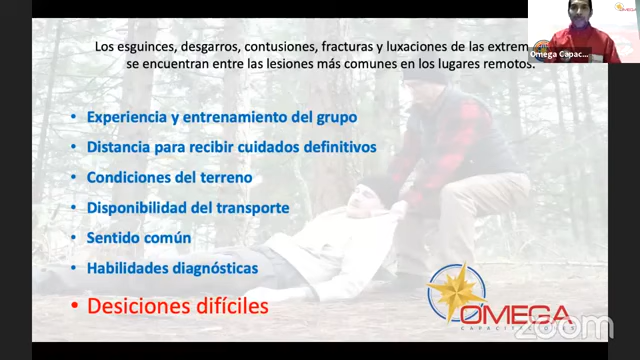 Los esguinces, desgarros, contusiones, fracturas y luxaciones de las extrem
se encuentran entre las lesiones más comunes en los lugares remotos.
• Experiencia y entrenamiento del grupo
• Distancia para recibir cuidados definitivos
• Condiciones del terreno
• Disponibilidad del transporte
• Sentido común
• Habilidades diagnósticas
• Desiciones difíciles
OMEGA
CAPACITACIONES
zoom
OMEGA
Omega Capac...